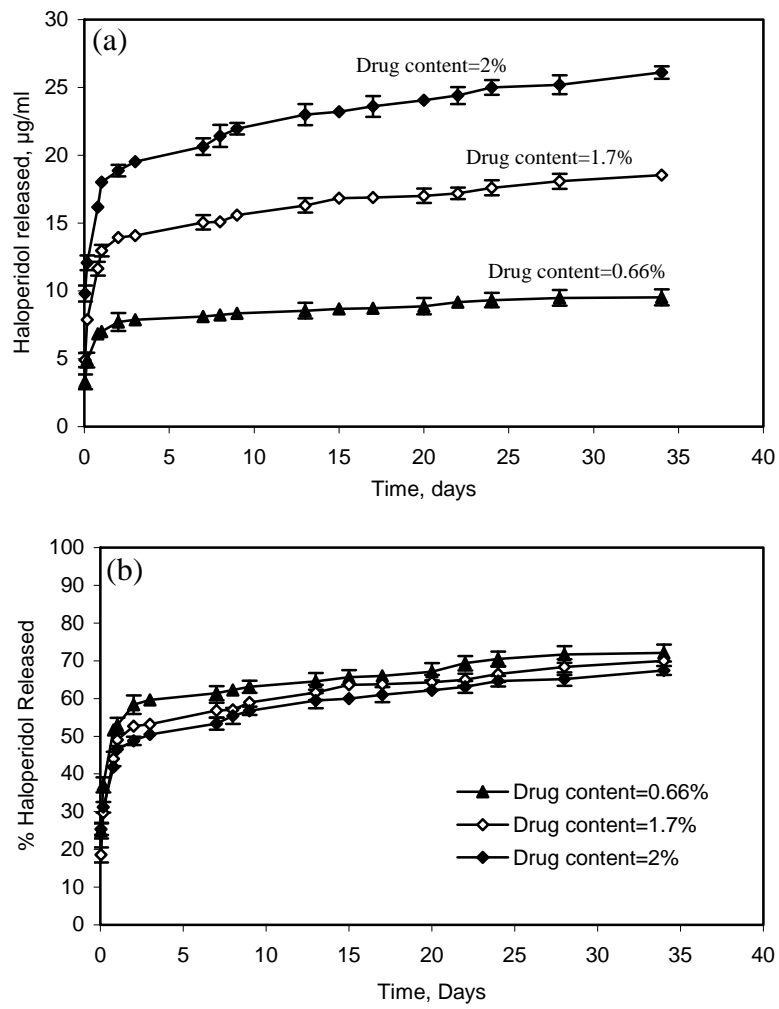 (a)
Haloperidol released, µg/ml
30
25
20
15
10
5
0
Drug content=2%
Drug content=1.7%
Drug content=0.66%
0 5 10 15 20 25 30 35 40
Time, days
(b)
% Haloperidol Released
100
90
80
70
60
50
40
30
20
10
0
Drug content=0.66%
Drug content=1.7%
Drug content=2%
0 5 10 15 20 25 30 35 40
Time, Days